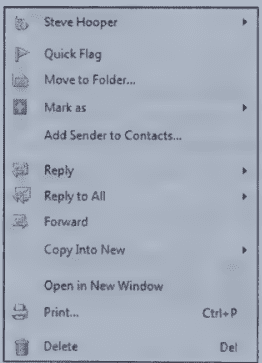 Steve Hooper
Quick Flag
Move to Folder...
Mark as
Add Sender to Contacts...
Reply
Reply to All
Forward
Copy Into New
Open in New Window
Print... Ctrl+P
Delete Del